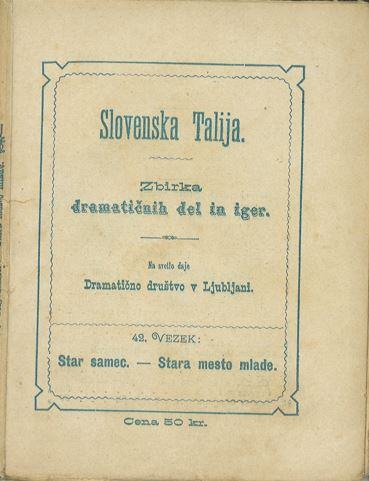 Slovenska Talija.
Zbirka
dramatičnih del in iger.
Na svetlo daje
Dramatično društvo v Ljubljani.
42. VEZEK:
Star samec. — Stara mesto mlade.
Cena 50 kr.